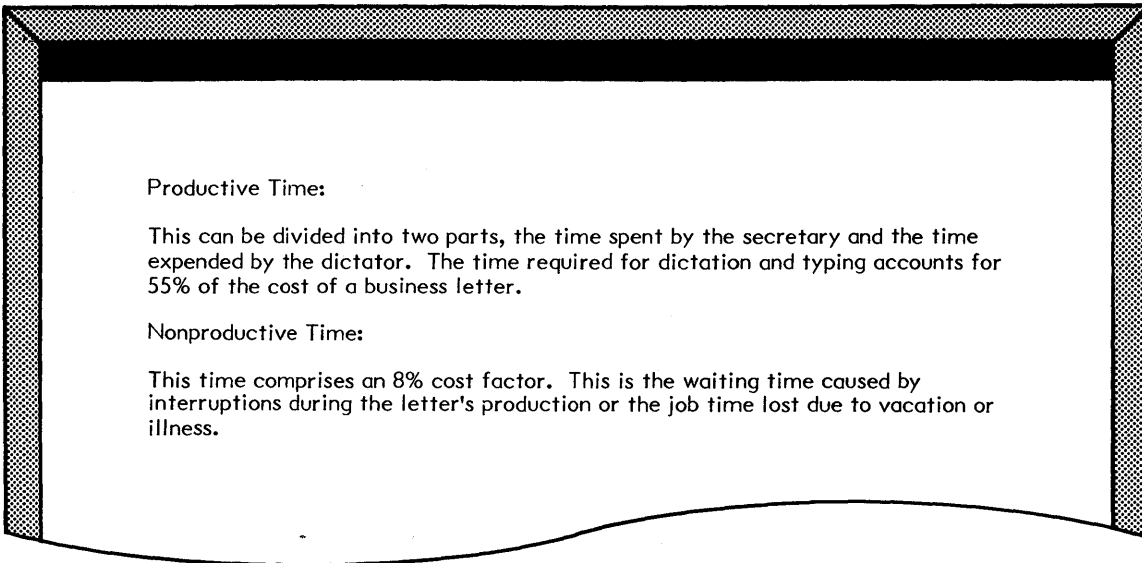 Productive Time:
This can be divided into two parts, the time spent by the secretary and the time
expended by the dictator.  The time required for dictation and typing accounts for
55% of the cost of a business letter.
Nonproductive Time:
This time comprises an 8% cost factor.  This is the waiting time caused by
interruptions during the letter's production or the job time lost due to vacation or
illness.